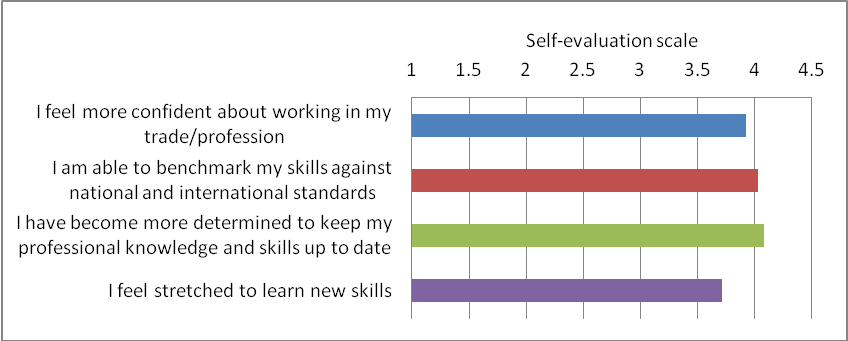 Self-evaluation scale
1 1.5 2 2.5 3 3.5 4 4.5
I feel more confident about working in my
trade/profession
I am able to benchmark my skills against
national and international standards
I have become more determined to keep my
professional knowledge and skills up to date
I feel stretched to learn new skills